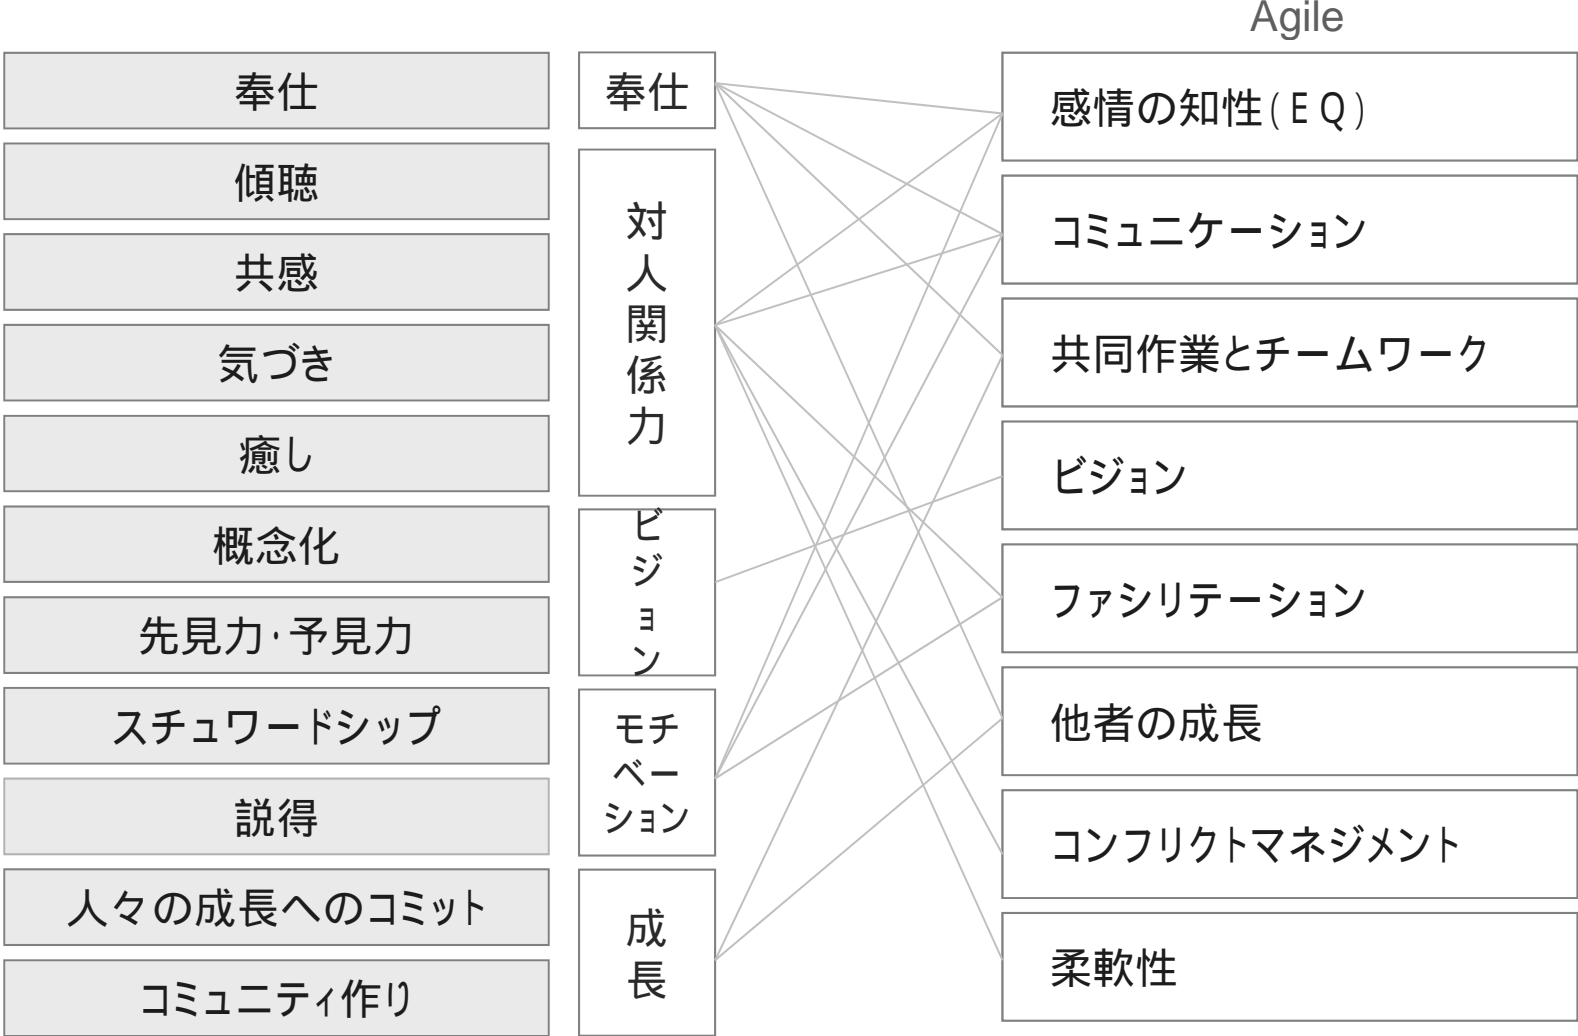 Agile
奉仕
傾聴
共感
気づき
癒し
概念化
先見力・予見力
スチュワードシップ
説得
人々の成長へのコミット
コミュニティ作り
奉仕
対人関係力
ビジョン
モチ
ベー
ション
成長
感情の知性(EQ)
コミュニケーション
共同作業とチームワーク
ビジョン
ファシリテーション
他者の成長
コンフリクトマネジメント
柔軟性